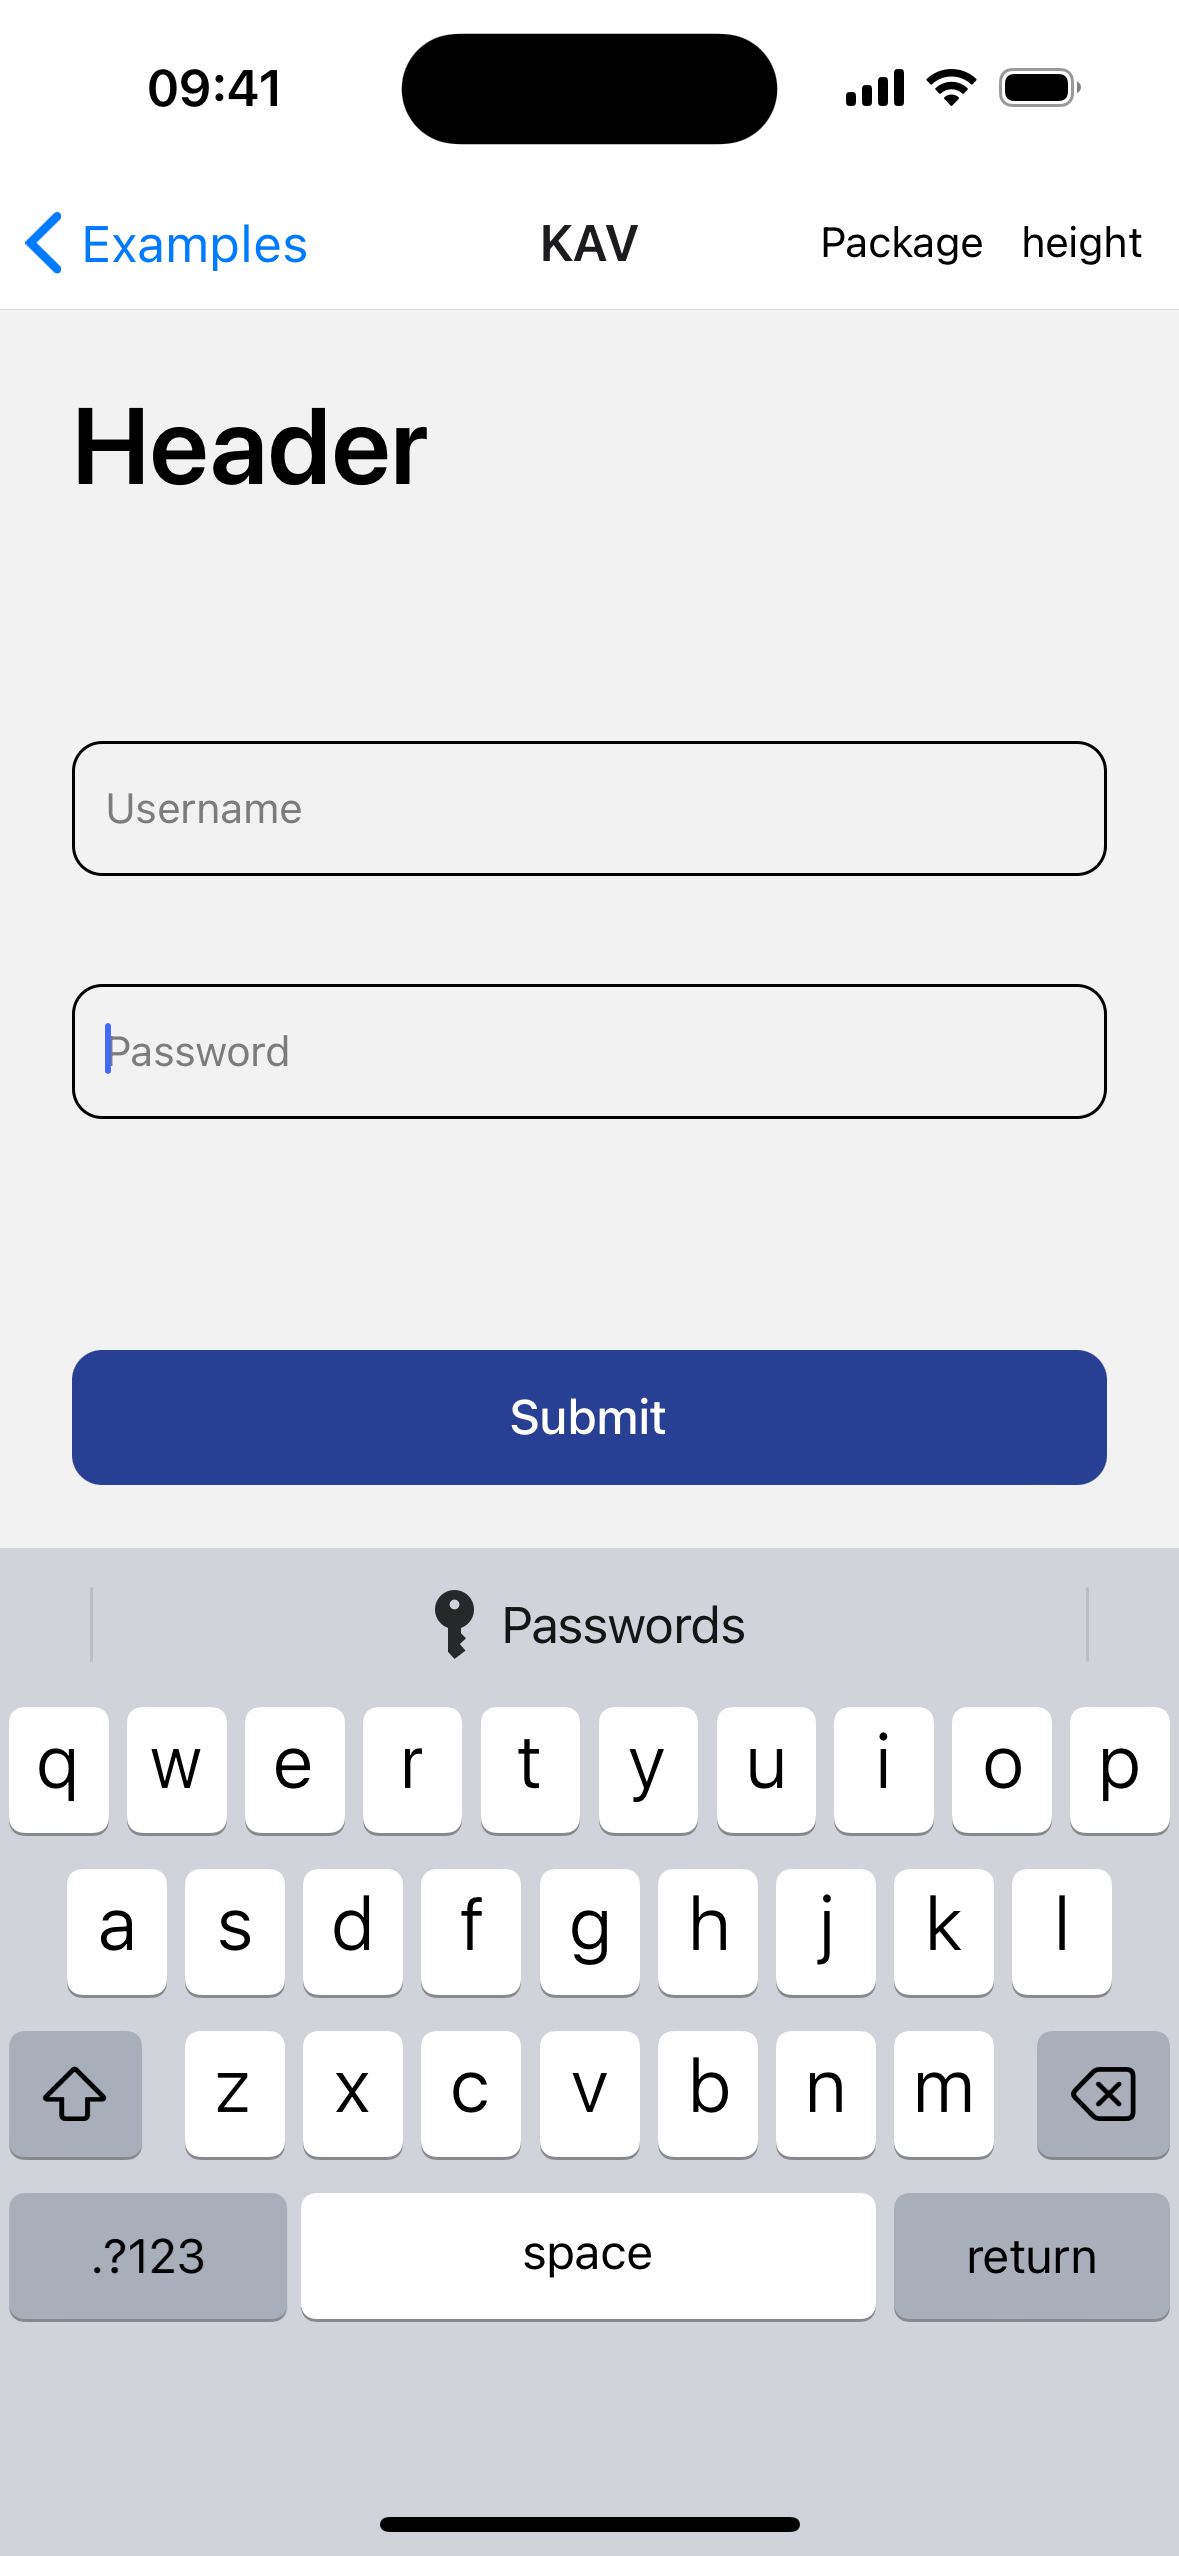 09:41
Examples KAV Package height
Header
Username
Password
Submit
Passwords
q w e r t y u i o p
a s d f g h j k l
z x c v b n m
.?123 space return